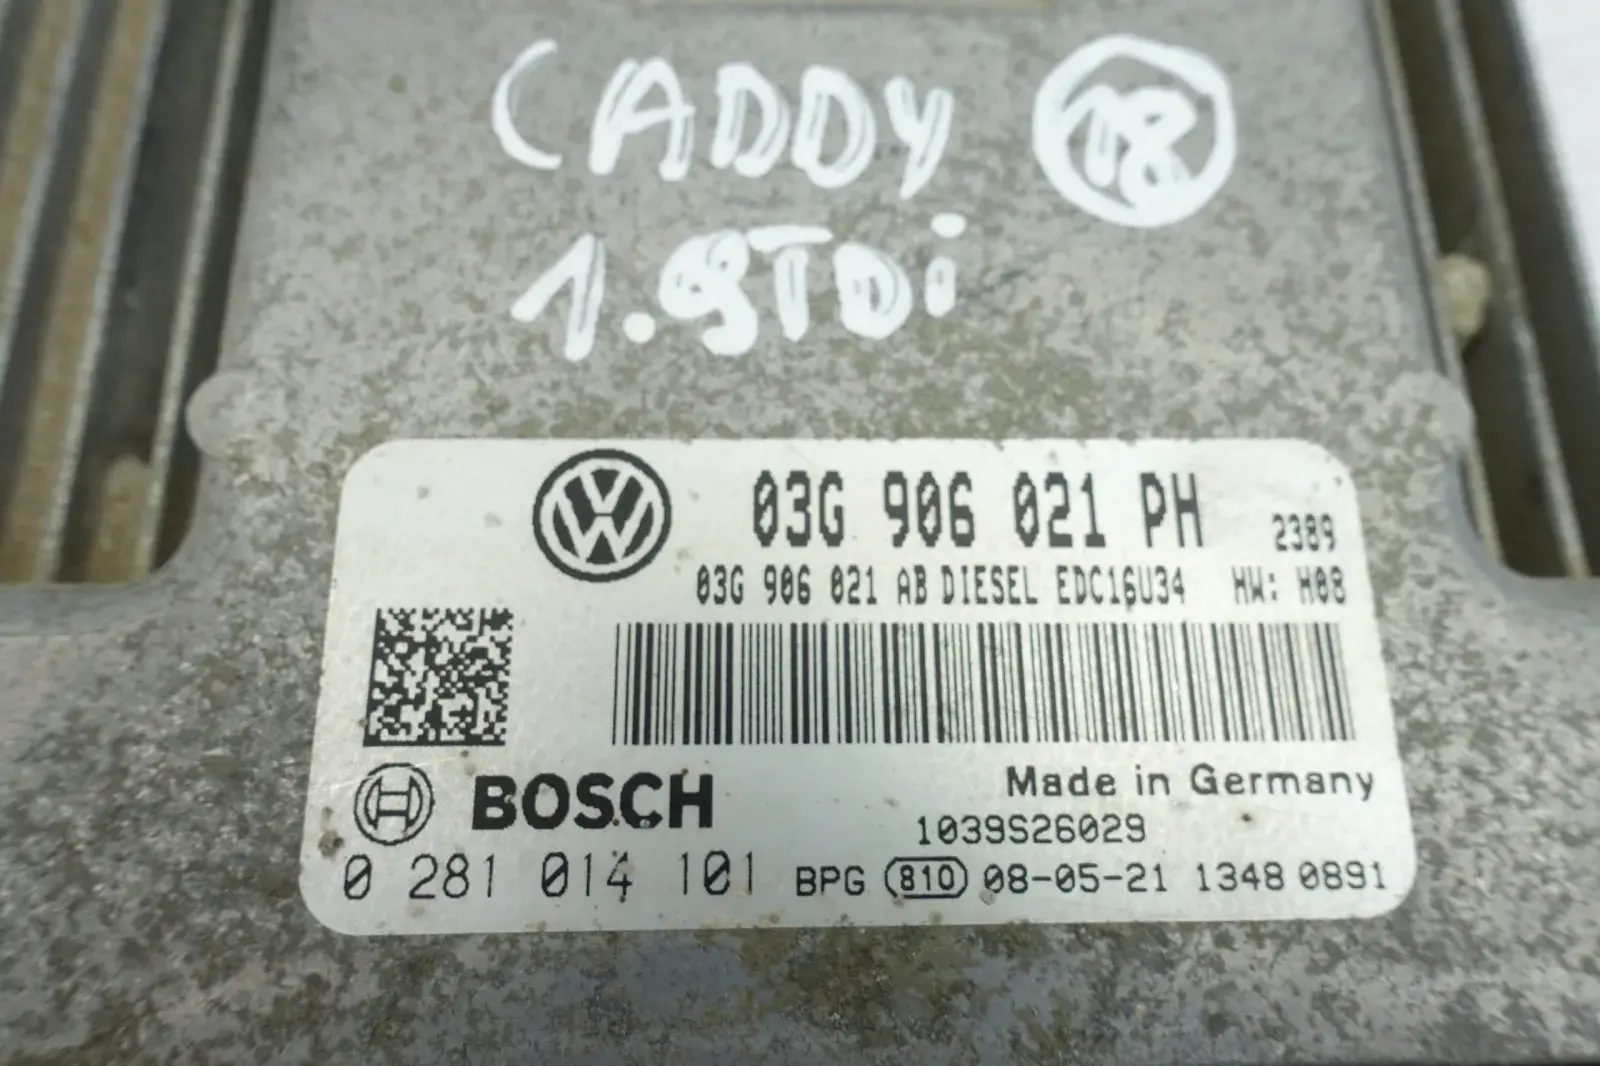 CADDY 18
1.9TDi
03G 906 021 PH 2389
03G 906 021 AB DIESEL EDC16U34 HW: H08
BOSCH
Made in Germany
1039S26029
0 281 014 101 BPG 810 08-05-21 1348 0891